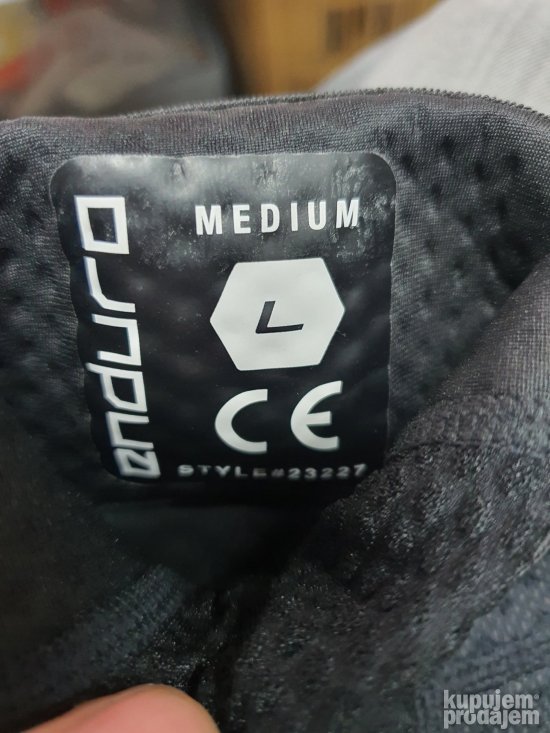 enduro
MEDIUM
L
CE
STYLE#23227
kupujem
prodajem